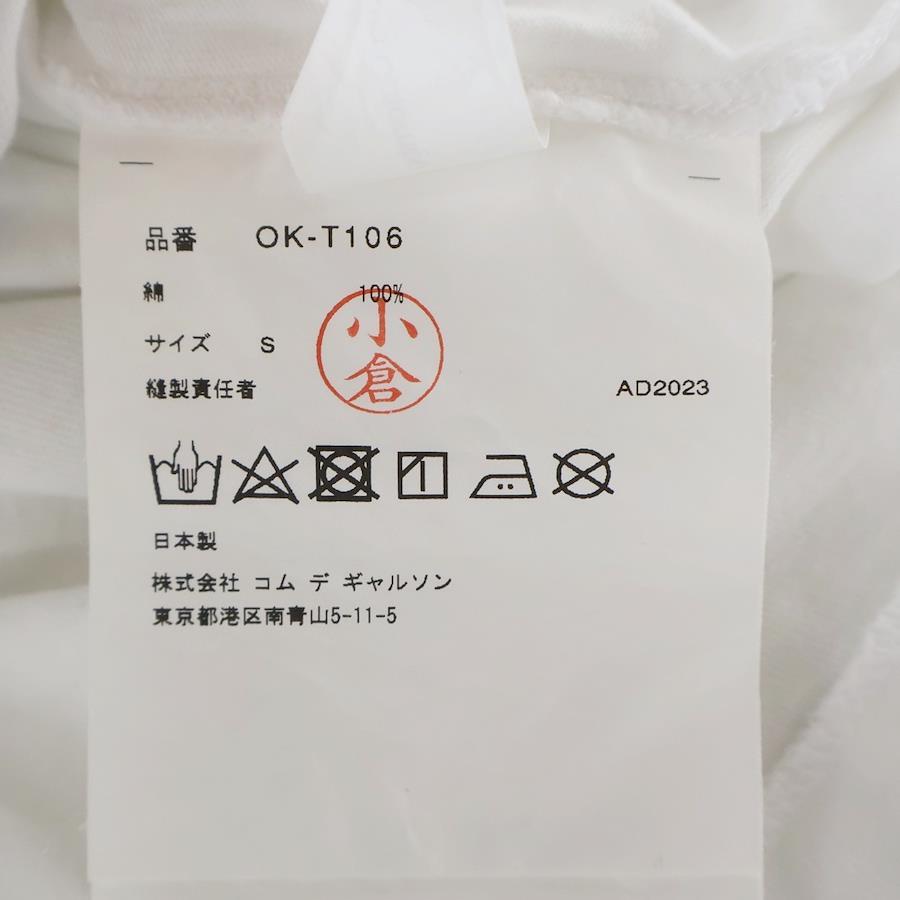 品番 OK-T106
綿 100%
サイズ S
小倉
縫製責任者 AD2023
日本製
株式会社 コム デ ギャルソン
東京都港区南青山5-11-5